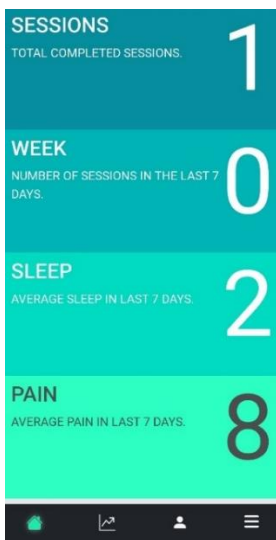 SESSIONS
TOTAL COMPLETED SESSIONS.
1
WEEK
NUMBER OF SESSIONS IN THE LAST 7
DAYS.
0
SLEEP
AVERAGE SLEEP IN LAST 7 DAYS.
2
PAIN
AVERAGE PAIN IN LAST 7 DAYS.
8